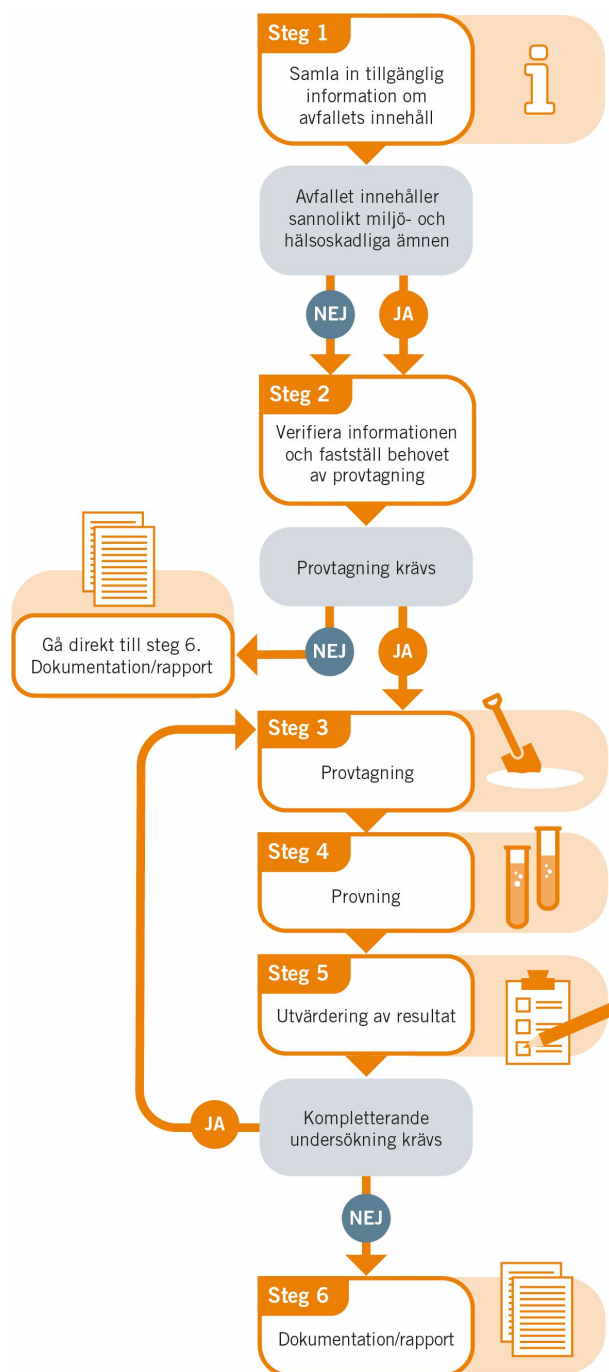 Steg 1
Samla in tillgänglig
information om
avfallets innehåll
Avfallet innehåller
sannolikt miljö- och
hälsoskadliga ämnen
NEJ
JA
Steg 2
Verifiera informationen
och fastställ behovet
av provtagning
Provtagning krävs
Gå direkt till steg 6.
Dokumentation/rapport
NEJ
JA
Steg 3
Provtagning
Steg 4
Provning
Steg 5
Utvärdering av resultat
Kompletterande
undersökning krävs
JA
NEJ
Steg 6
Dokumentation/rapport